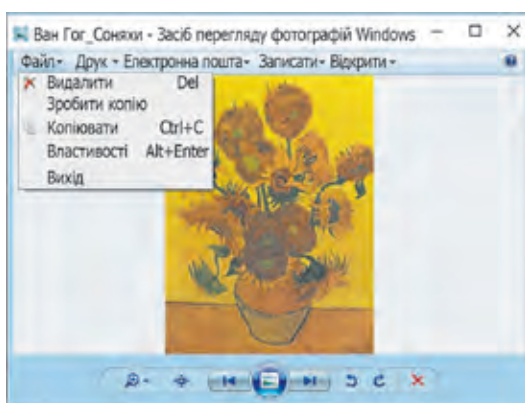 Ван Гог_Соняхи - Засіб перегляду фотографій Windows
Файл Друк Електронна пошта Записати Відкрити
Видалити Del
Зробити копію
Копіювати Ctrl+C
Властивості Alt+Enter
Вихід